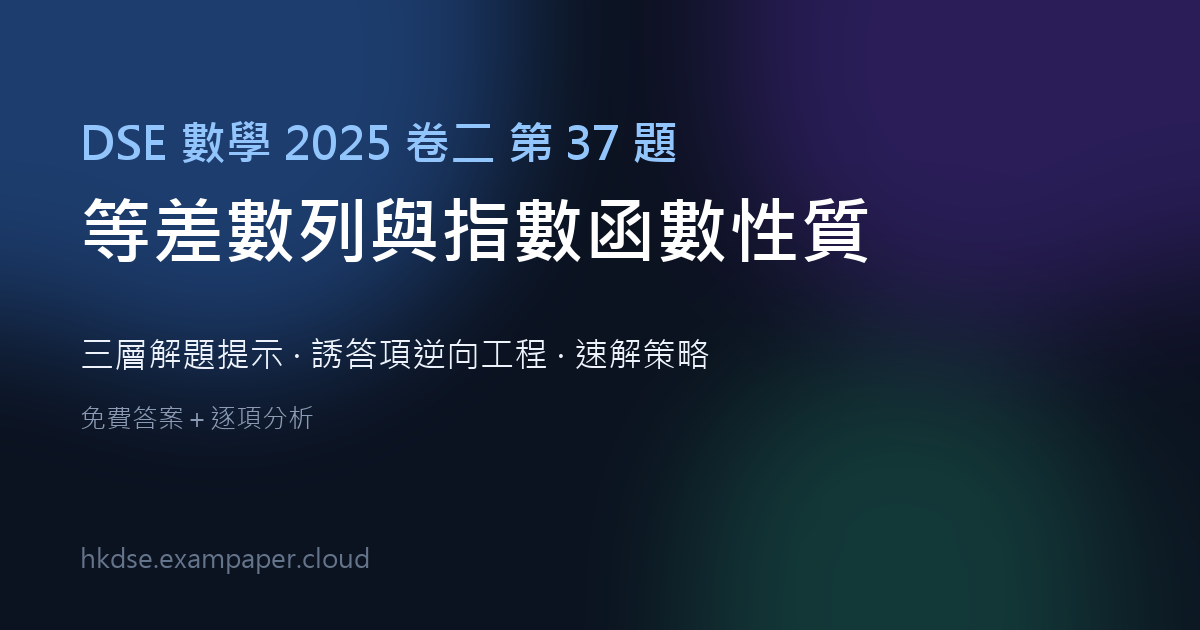 DSE 數學 2025 卷二 第 37 題
等差數列與指數函數性質
三層解題提示 · 誘答項逆向工程 · 速解策略
免費答案 + 逐項分析
hkdse.exampaper.cloud